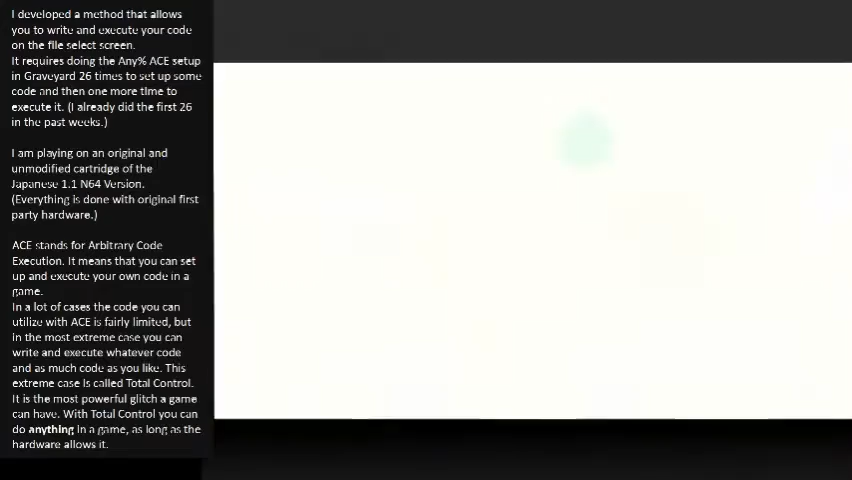 I developed a method that allows
you to write and execute your code
on the file select screen.
It requires doing the Any% ACE setup
in Graveyard 26 times to set up some
code and then one more time to
execute it. (I already did the first 26
in the past weeks.)
I am playing on an original and
unmodified cartridge of the
Japanese 1.1 N64 Version.
(Everything is done with original first
party hardware.)
ACE stands for Arbitrary Code
Execution. It means that you can set
up and execute your own code in a
game.
In a lot of cases the code you can
utilize with ACE is fairly limited, but
in the most extreme case you can
write and execute whatever code
and as much code as you like. This
extreme case is called Total Control.
It is the most powerful glitch a game
can have. With Total Control you can
do anything in a game, as long as the
hardware allows it.